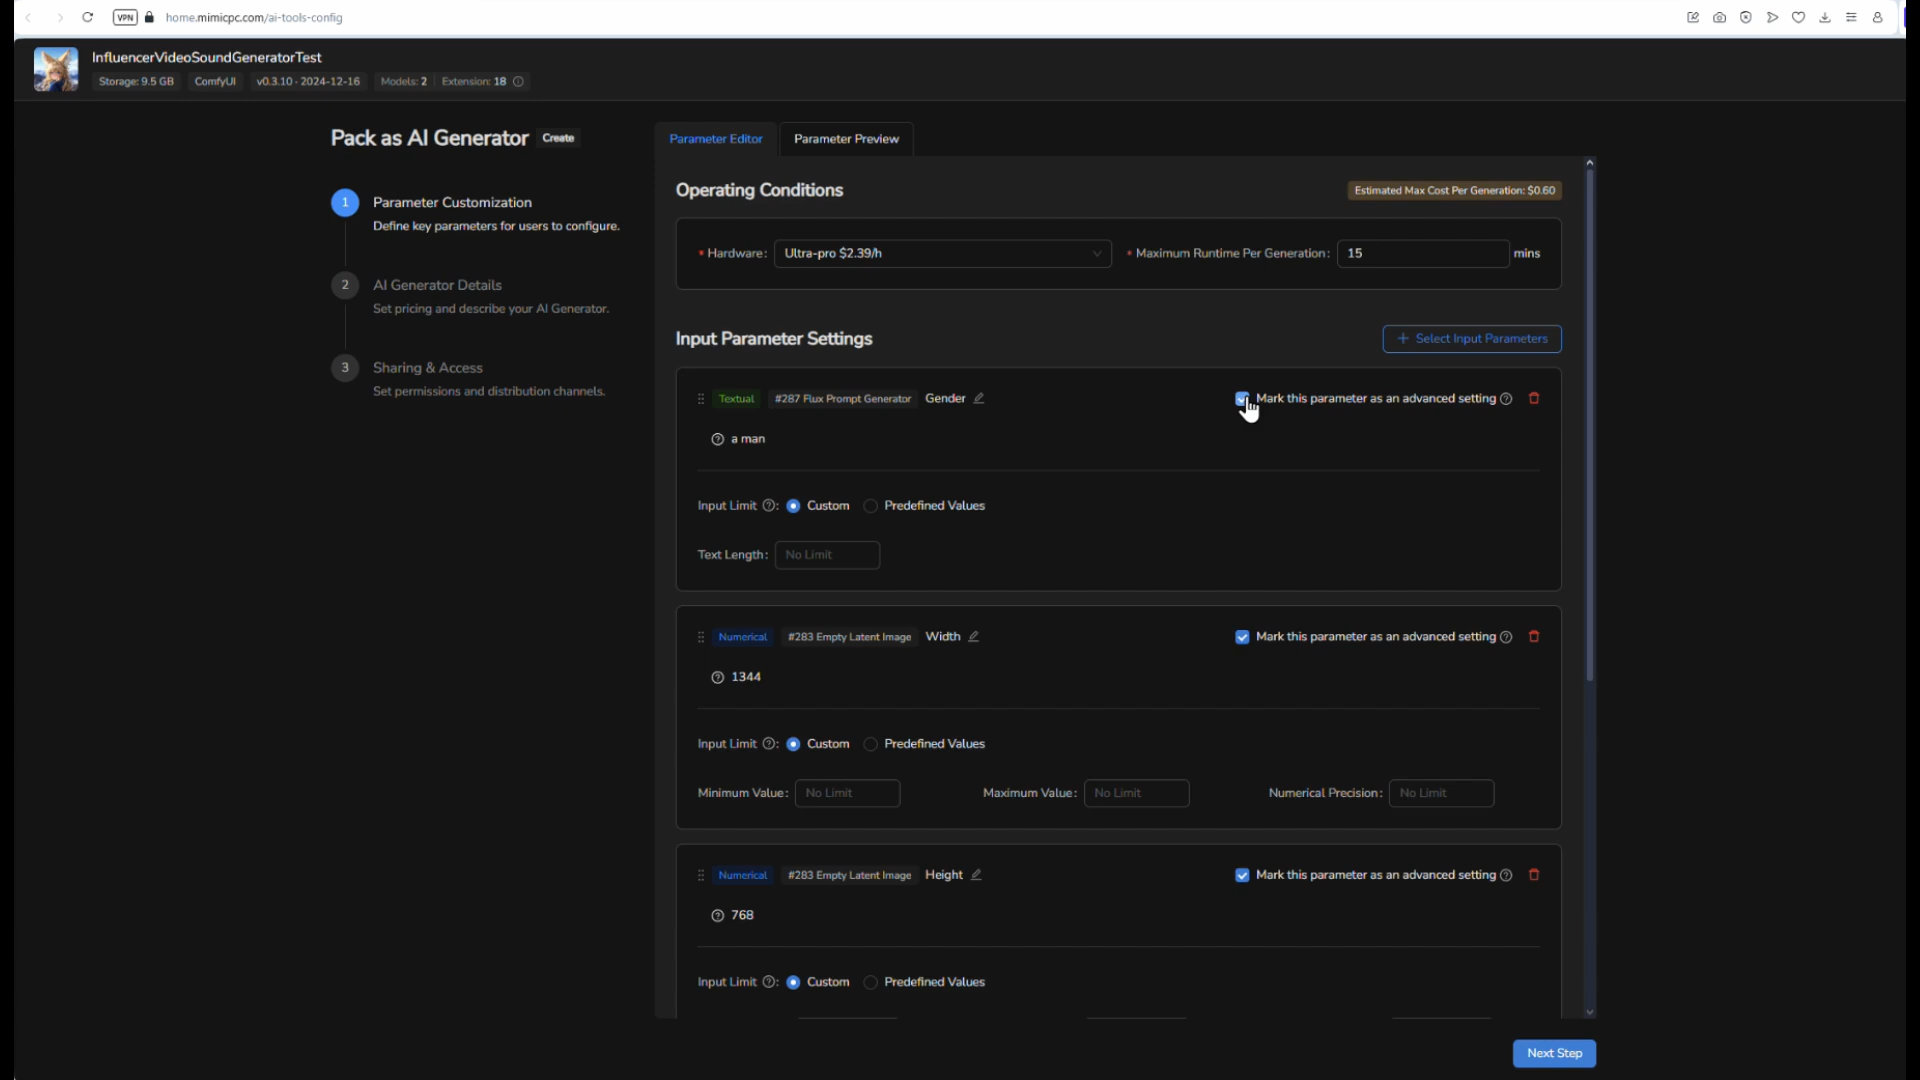 VPN home.mimicpc.com/ai-tools-config
InfluencerVideoSoundGeneratorTest
Storage: 9.5 GB ComfyUI v0.3.10 - 2024-12-16 Models: 2 Extension: 18
Pack as AI Generator Create
1 Parameter Customization
Define key parameters for users to configure.
2 AI Generator Details
Set pricing and describe your AI Generator.
3 Sharing & Access
Set permissions and distribution channels.
Parameter Editor Parameter Preview
Operating Conditions Estimated Max Cost Per Generation: $0.60
* Hardware: Ultra-pro $2.39/h * Maximum Runtime Per Generation: 15 mins
Input Parameter Settings + Select Input Parameters
Textual #287 Flux Prompt Generator Gender Mark this parameter as an advanced setting
a man
Input Limit : Custom Predefined Values
Text Length: No Limit
Numerical #283 Empty Latent Image Width Mark this parameter as an advanced setting
1344
Input Limit : Custom Predefined Values
Minimum Value: No Limit Maximum Value: No Limit Numerical Precision: No Limit
Numerical #283 Empty Latent Image Height Mark this parameter as an advanced setting
768
Input Limit : Custom Predefined Values
Next Step